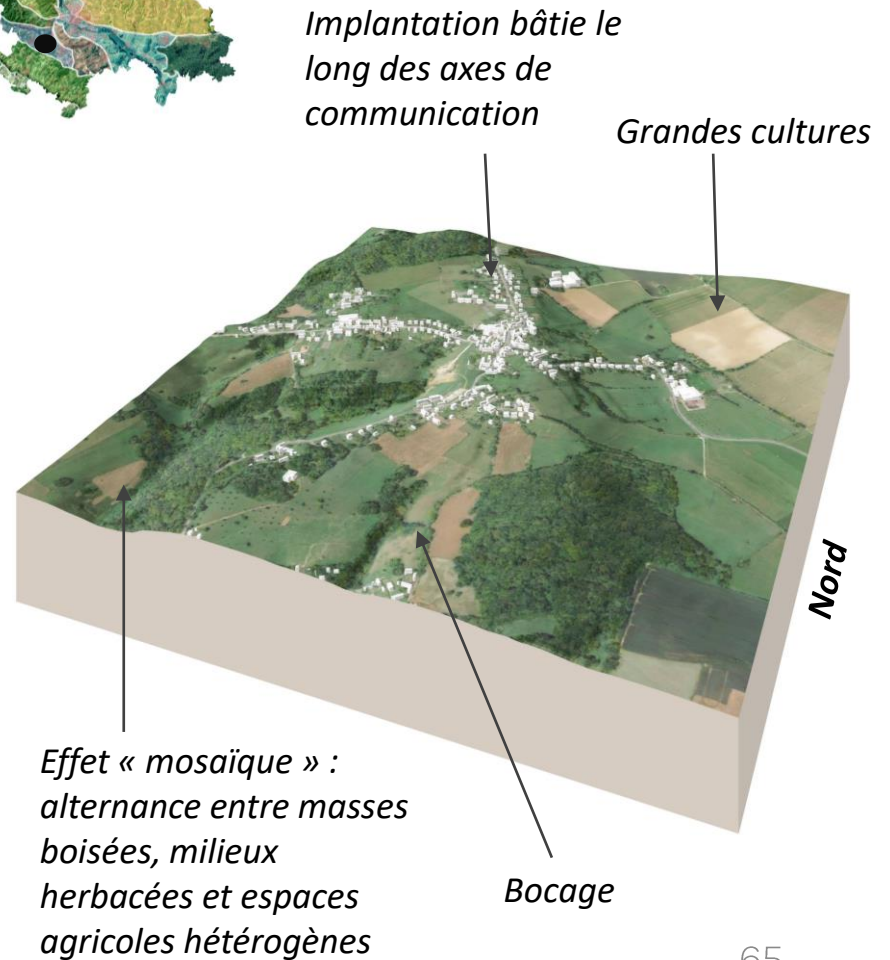 Implantation bâtie le
long des axes de
communication
Grandes cultures
Nord
Effet « mosaïque » :
alternance entre masses
boisées, milieux
herbacées et espaces
agricoles hétérogènes
Bocage
65